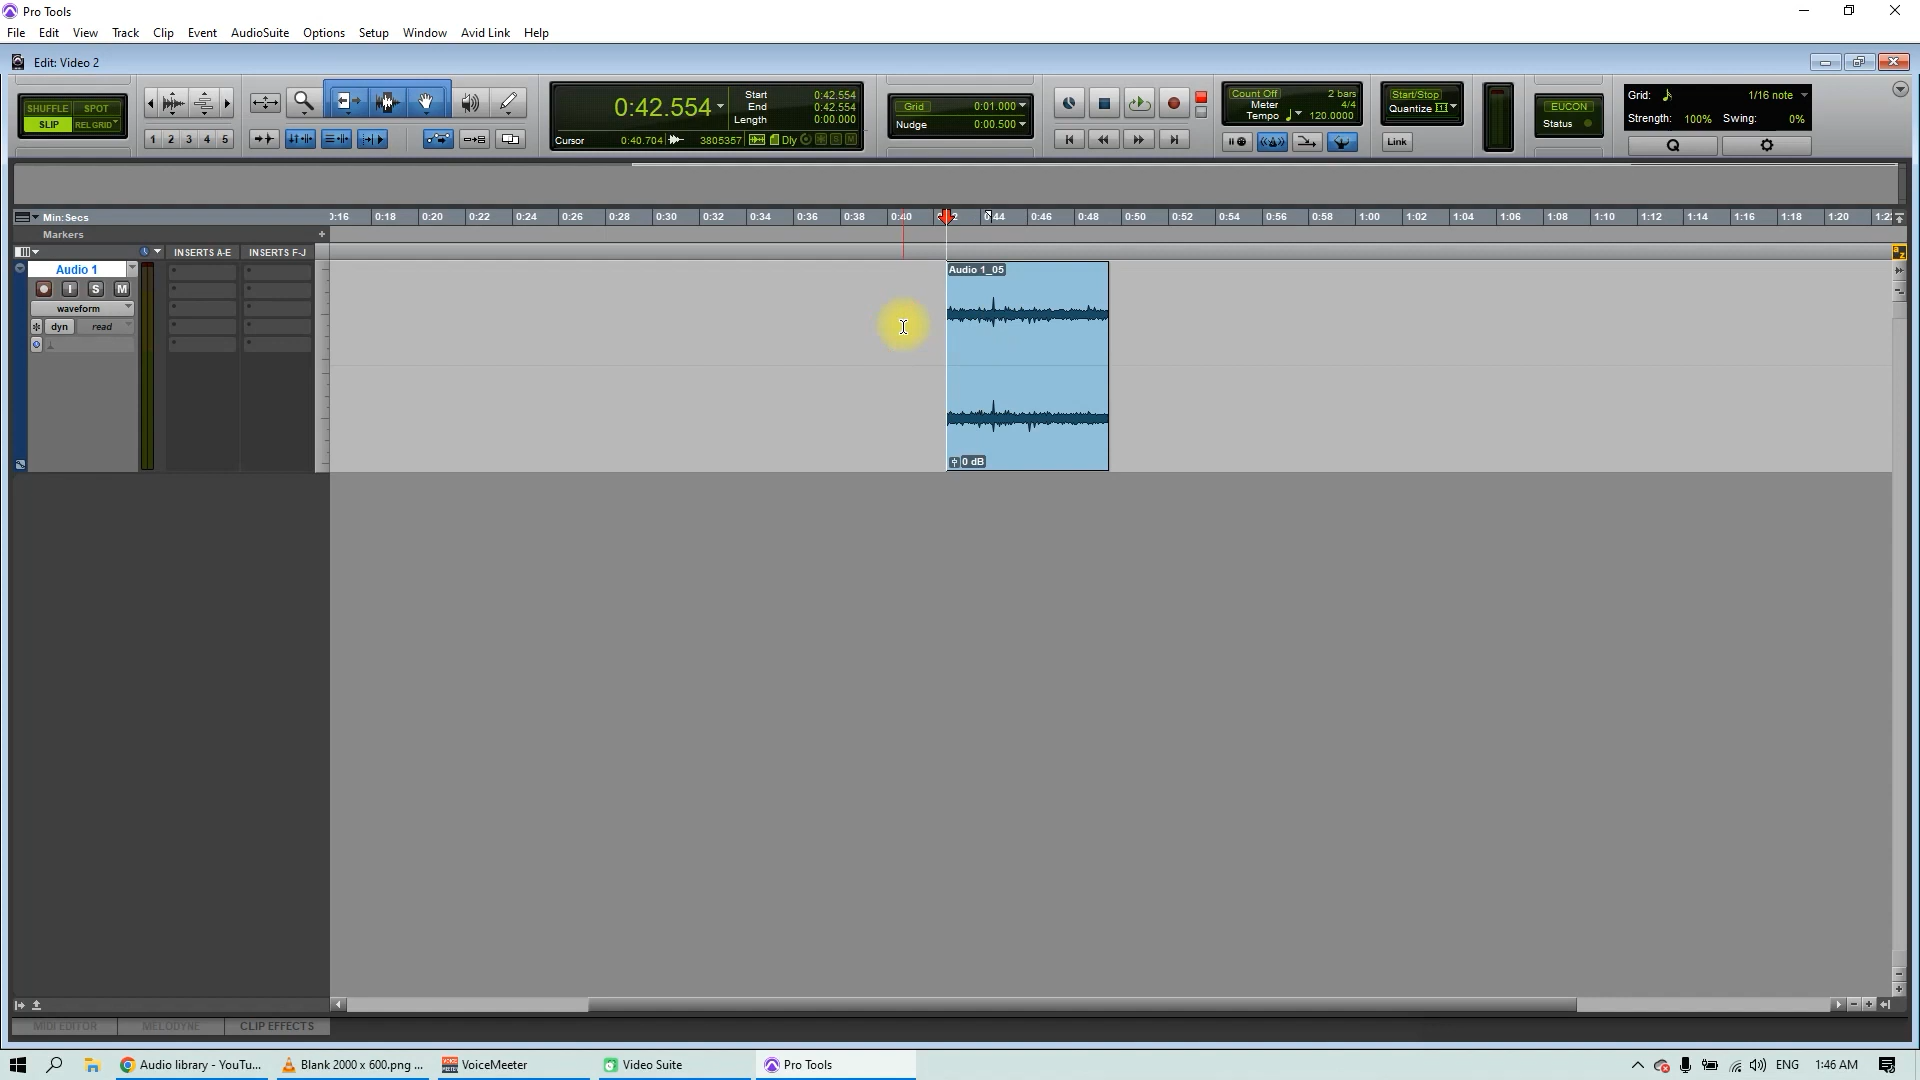 Pro Tools
File Edit View Track Clip Event AudioSuite Options Setup Window Avid Link Help
Edit: Video 2
SHUFFLE SPOT
SLIP REL GRID
1 2 3 4 5
0:42.554
Start 0:42.554
End 0:42.554
Length 0:00.000
Cursor 0:40.704 3805357 Dly
Grid 0:01.000
Nudge 0:00.500
Count Off 2 bars
Meter 4/4
Tempo 120.0000
Start/Stop
Quantize
Link
EUCON
Status
Grid: 1/16 note
Strength: 100% Swing: 0%
Q
Min:Secs 0:16 0:18 0:20 0:22 0:24 0:26 0:28 0:30 0:32 0:34 0:36 0:38 0:40 0:44 0:46 0:48 0:50 0:52 0:54 0:56 0:58 1:00 1:02 1:04 1:06 1:08 1:10 1:12 1:14 1:16 1:18 1:20 1:22
Markers +
INSERTS A-E INSERTS F-J
Audio 1
I S M
waveform
dyn read
Audio 1_05
0 dB
MIDI EDITOR MELODYNE CLIP EFFECTS
Audio library - YouTu... Blank 2000 x 600.png ... VoiceMeeter Video Suite Pro Tools ENG 1:46 AM